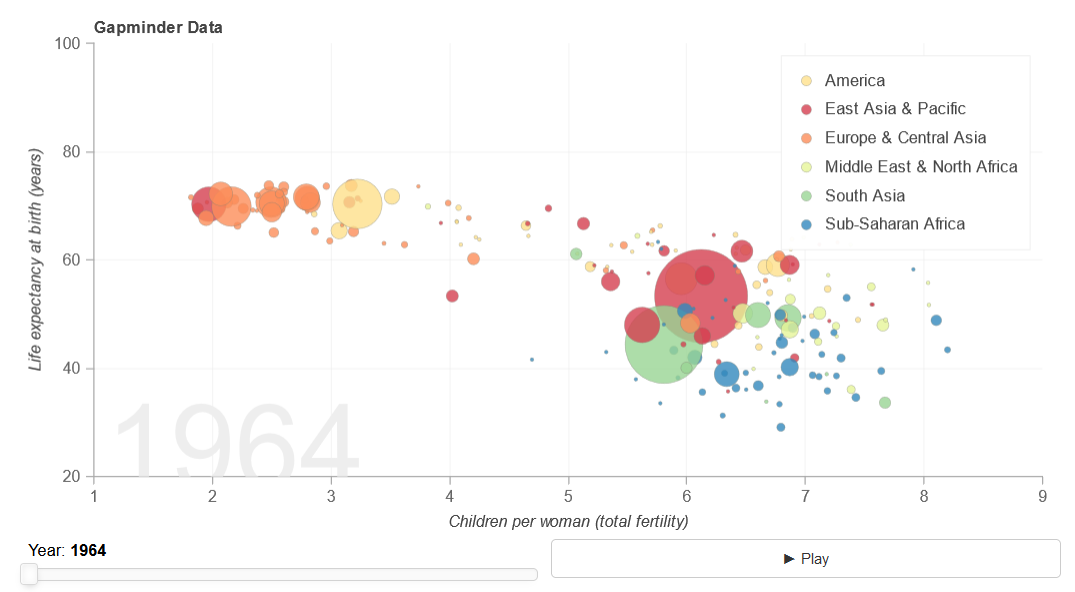 Gapminder Data
100
80
60
40
20
Life expectancy at birth (years)
America
East Asia & Pacific
Europe & Central Asia
Middle East & North Africa
South Asia
Sub-Saharan Africa
1964
1 2 3 4 5 6 7 8 9
Children per woman (total fertility)
Year: 1964
► Play